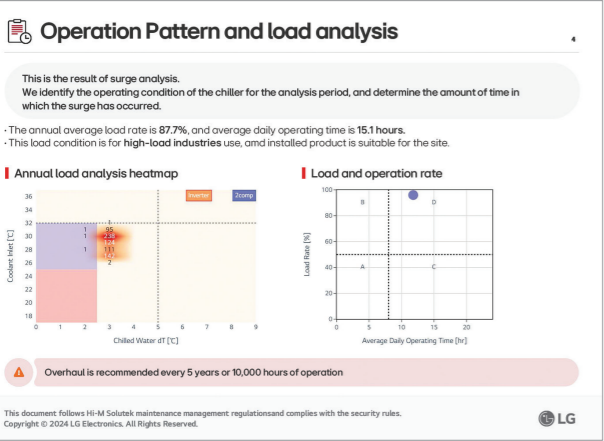 Operation Pattern and load analysis
4
This is the result of surge analysis.
We identify the operating condition of the chiller for the analysis period, and determine the amount of time in
which the surge has occurred.
· The annual average load rate is 87.7%, and average daily operating time is 15.1 hours.
· This load condition is for high-load industries use, amd installed product is suitable for the site.
Annual load analysis heatmap
Inverter
2comp
Coolant Inlet [℃]
36
34
32
30
28
26
24
22
20
18
1
1 95
1 238
124
1 111
142
2
0 1 2 3 4 5 6 7 8 9
Chilled Water dT [℃]
Load and operation rate
Load Rate [%]
100
80
60
40
20
0
B D
A C
0 5 10 15 20
Average Daily Operating Time [hr]
Overhaul is recommended every 5 years or 10,000 hours of operation
This document follows Hi-M Solutek maintenance management regulationsand complies with the security rules.
Copyright © 2024 LG Electronics. All Rights Reserved.
LG